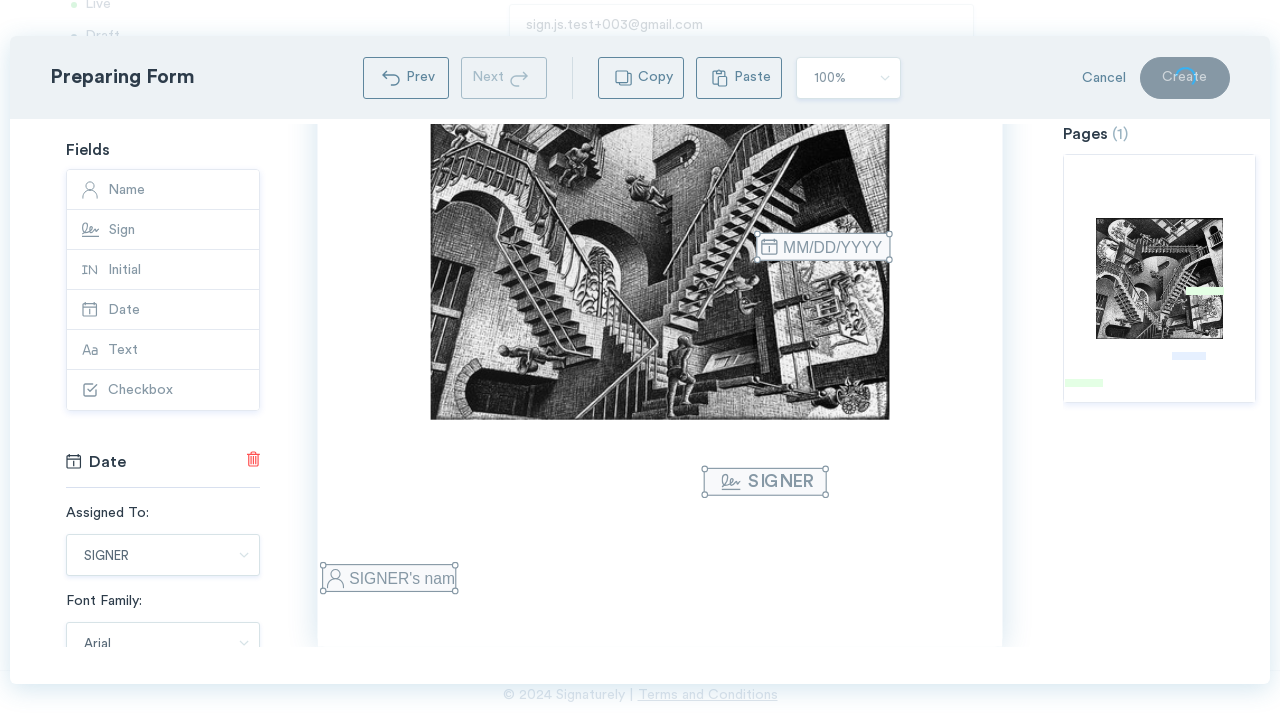 Live
Draft
sign.js.test+003@gmail.com
Preparing Form
Prev
Next
Copy
Paste
100%
Cancel
Create
Fields
Name
Sign
Initial
Date
Text
Checkbox
Date
Assigned To:
SIGNER
Font Family:
Arial
MM/DD/YYYY
SIGNER
SIGNER's nam
Pages (1)
© 2024 Signaturely | Terms and Conditions